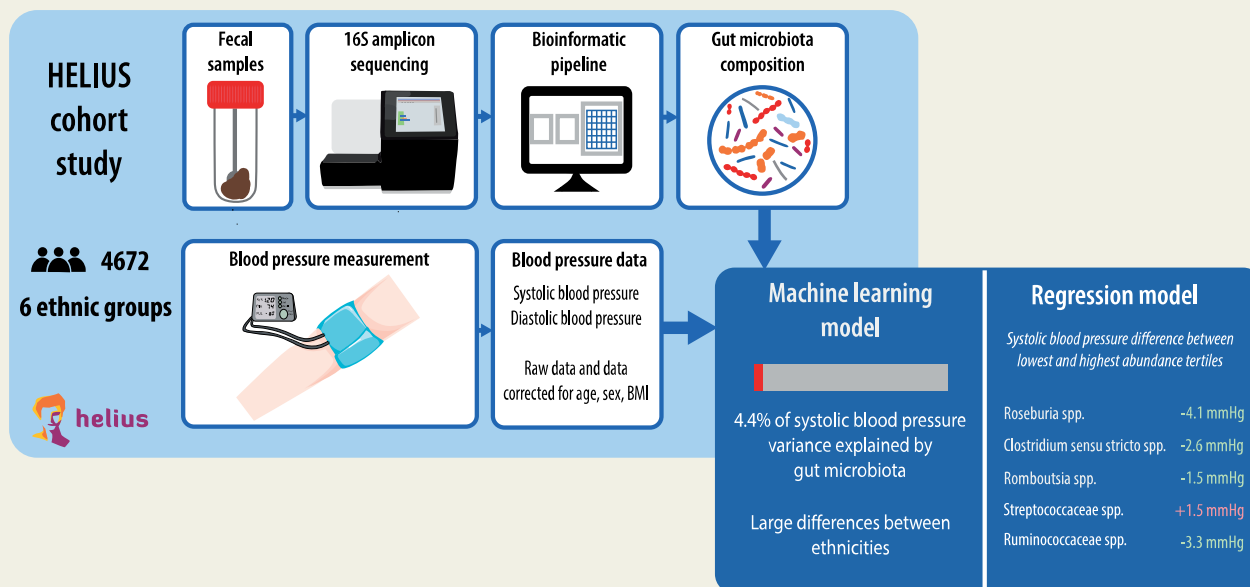 HELIUS
cohort
study
Fecal
samples
16S amplicon
sequencing
Bioinformatic
pipeline
Gut microbiota
composition
4672
6 ethnic groups
helius
Blood pressure measurement
Blood pressure data
Systolic blood pressure
Diastolic blood pressure
Raw data and data
corrected for age, sex, BMI
Machine learning
model
4.4% of systolic blood pressure
variance explained by
gut microbiota
Large differences between
ethnicities
Regression model
Systolic blood pressure difference between
lowest and highest abundance tertiles
Roseburia spp. -4.1 mmHg
Clostridium sensu stricto spp. -2.6 mmHg
Romboutsia spp. -1.5 mmHg
Streptococcaceae spp. +1.5 mmHg
Ruminococcaceae spp. -3.3 mmHg